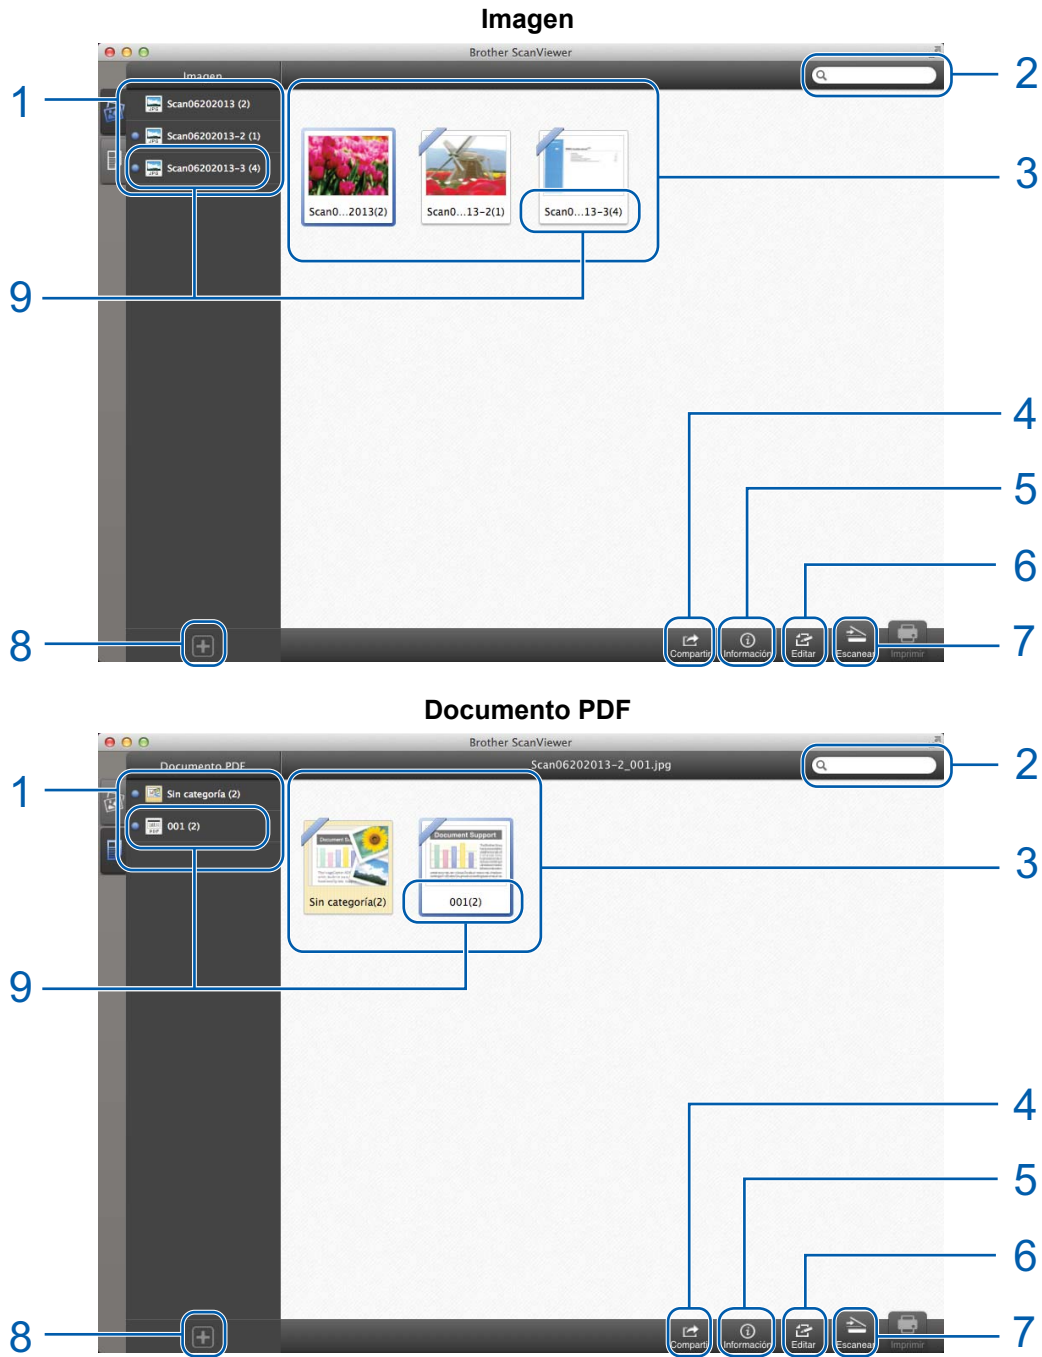 Imagen
Brother ScanViewer
Imagen
1
2
Scan06202013 (2)
Scan06202013-2 (1)
Scan06202013-3 (4)
3
Scan0...2013(2)
Scan0...13-2(1)
Scan0...13-3(4)
9
4
5
6
8
Compartir
Información
Editar
Escanear
Imprimir
7
Documento PDF
Brother ScanViewer
Documento PDF
Scan06202013-2_001.jpg
2
1
Sin categoría (2)
001 (2)
Document Support
3
Sin categoría(2)
001(2)
9
4
5
6
8
Compartir
Información
Editar
Escanear
Imprimir
7